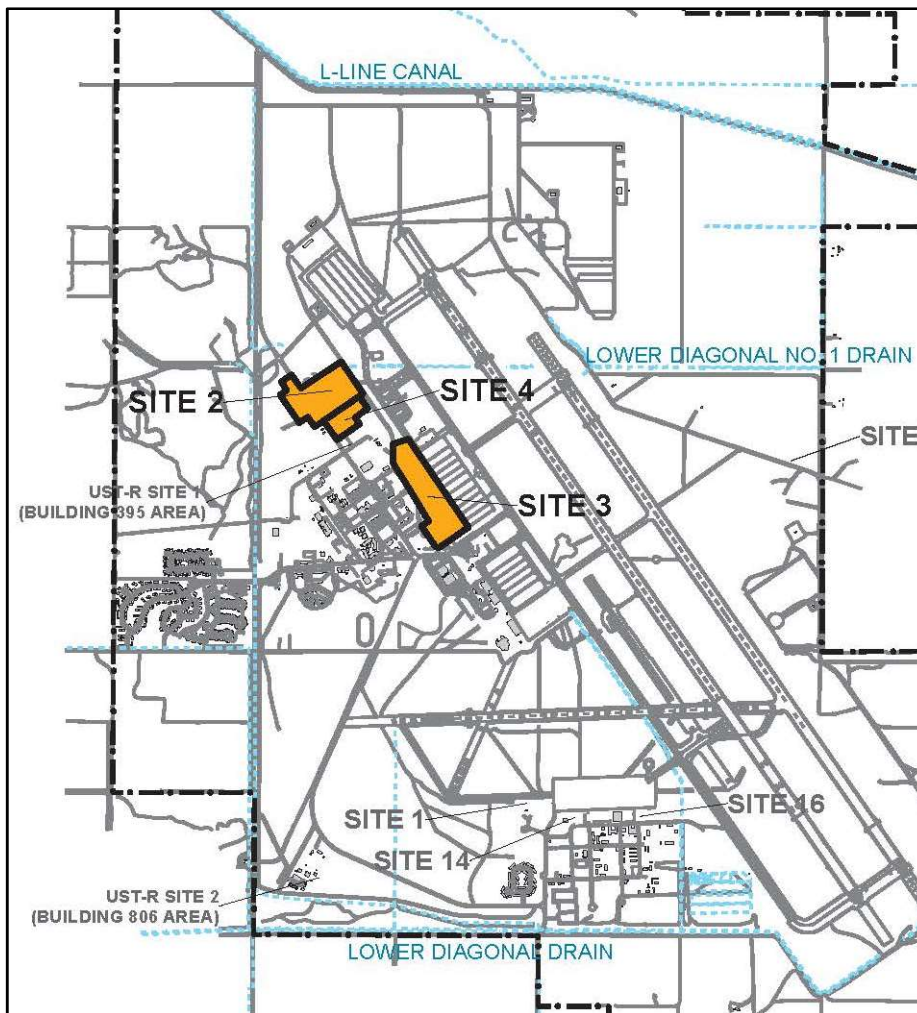 L-LINE CANAL
LOWER DIAGONAL NO. 1 DRAIN
SITE 2
SITE 4
SITE
UST-R SITE 1
(BUILDING 395 AREA)
SITE 3
SITE 1
SITE 16
SITE 14
UST-R SITE 2
(BUILDING 806 AREA)
LOWER DIAGONAL DRAIN